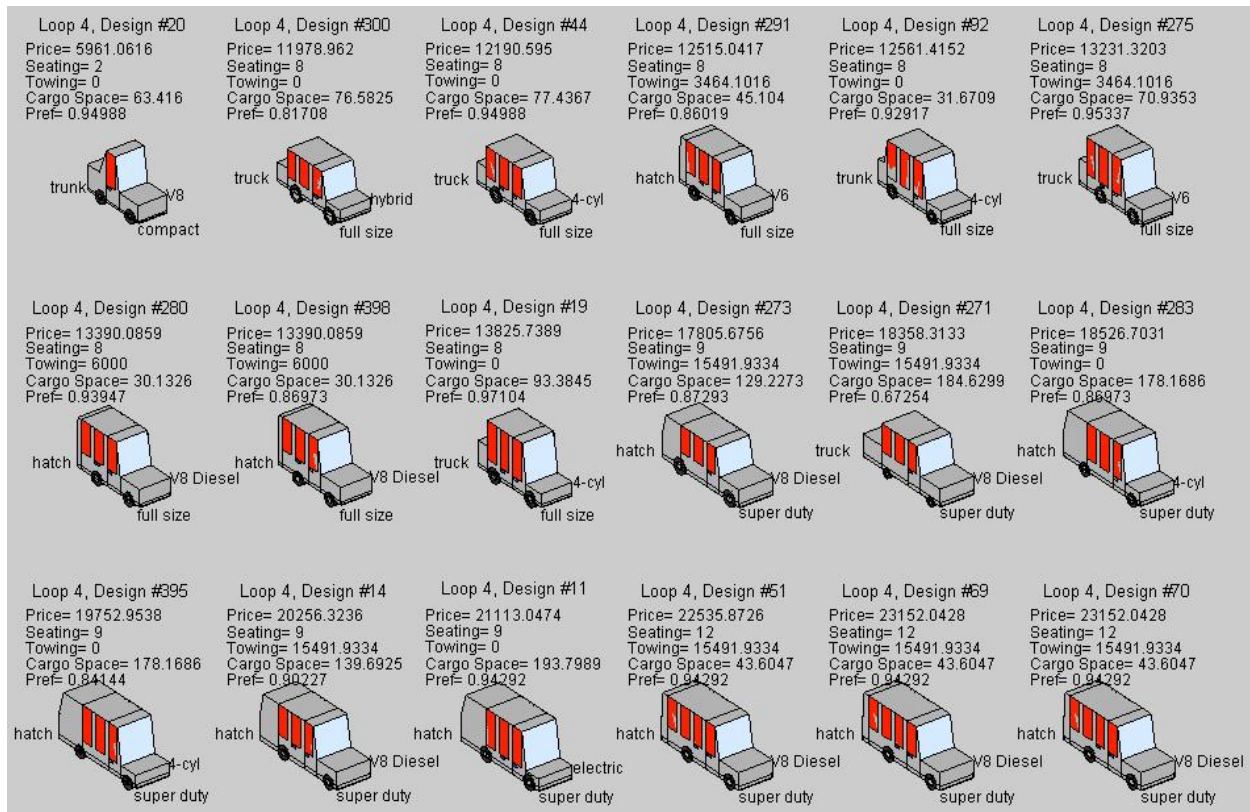 Loop 4, Design #20
Price= 5961.0616
Seating= 2
Towing= 0
Cargo Space= 63.416
Pref= 0.94988
trunk
V8
compact
Loop 4, Design #300
Price= 11978.962
Seating= 8
Towing= 0
Cargo Space= 76.5825
Pref= 0.81708
truck
hybrid
full size
Loop 4, Design #44
Price= 12190.595
Seating= 8
Towing= 0
Cargo Space= 77.4367
Pref= 0.94988
truck
4-cyl
full size
Loop 4, Design #291
Price= 12515.0417
Seating= 8
Towing= 3464.1016
Cargo Space= 45.104
Pref= 0.86019
hatch
V6
full size
Loop 4, Design #92
Price= 12561.4152
Seating= 8
Towing= 0
Cargo Space= 31.6709
Pref= 0.92917
trunk
4-cyl
full size
Loop 4, Design #275
Price= 13231.3203
Seating= 8
Towing= 3464.1016
Cargo Space= 70.9353
Pref= 0.95337
truck
V6
full size
Loop 4, Design #280
Price= 13390.0859
Seating= 8
Towing= 6000
Cargo Space= 30.1326
Pref= 0.93947
hatch
V8 Diesel
full size
Loop 4, Design #398
Price= 13390.0859
Seating= 8
Towing= 6000
Cargo Space= 30.1326
Pref= 0.86973
hatch
V8 Diesel
full size
Loop 4, Design #19
Price= 13825.7389
Seating= 8
Towing= 0
Cargo Space= 93.3845
Pref= 0.97104
truck
4-cyl
full size
Loop 4, Design #273
Price= 17805.6756
Seating= 9
Towing= 15491.9334
Cargo Space= 129.2273
Pref= 0.87293
hatch
V8 Diesel
super duty
Loop 4, Design #271
Price= 18358.3133
Seating= 9
Towing= 15491.9334
Cargo Space= 184.6299
Pref= 0.67254
truck
V8 Diesel
super duty
Loop 4, Design #283
Price= 18526.7031
Seating= 9
Towing= 0
Cargo Space= 178.1686
Pref= 0.86973
hatch
4-cyl
super duty
Loop 4, Design #395
Price= 19752.9538
Seating= 9
Towing= 0
Cargo Space= 178.1686
Pref= 0.84144
hatch
4-cyl
super duty
Loop 4, Design #14
Price= 20256.3236
Seating= 9
Towing= 15491.9334
Cargo Space= 139.6925
Pref= 0.90227
hatch
V8 Diesel
super duty
Loop 4, Design #11
Price= 21113.0474
Seating= 9
Towing= 0
Cargo Space= 193.7989
Pref= 0.94292
hatch
electric
super duty
Loop 4, Design #51
Price= 22535.8726
Seating= 12
Towing= 15491.9334
Cargo Space= 43.6047
Pref= 0.94292
hatch
V8 Diesel
super duty
Loop 4, Design #69
Price= 23152.0428
Seating= 12
Towing= 15491.9334
Cargo Space= 43.6047
Pref= 0.94292
hatch
V8 Diesel
super duty
Loop 4, Design #70
Price= 23152.0428
Seating= 12
Towing= 15491.9334
Cargo Space= 43.6047
Pref= 0.94292
hatch
V8 Diesel
super duty